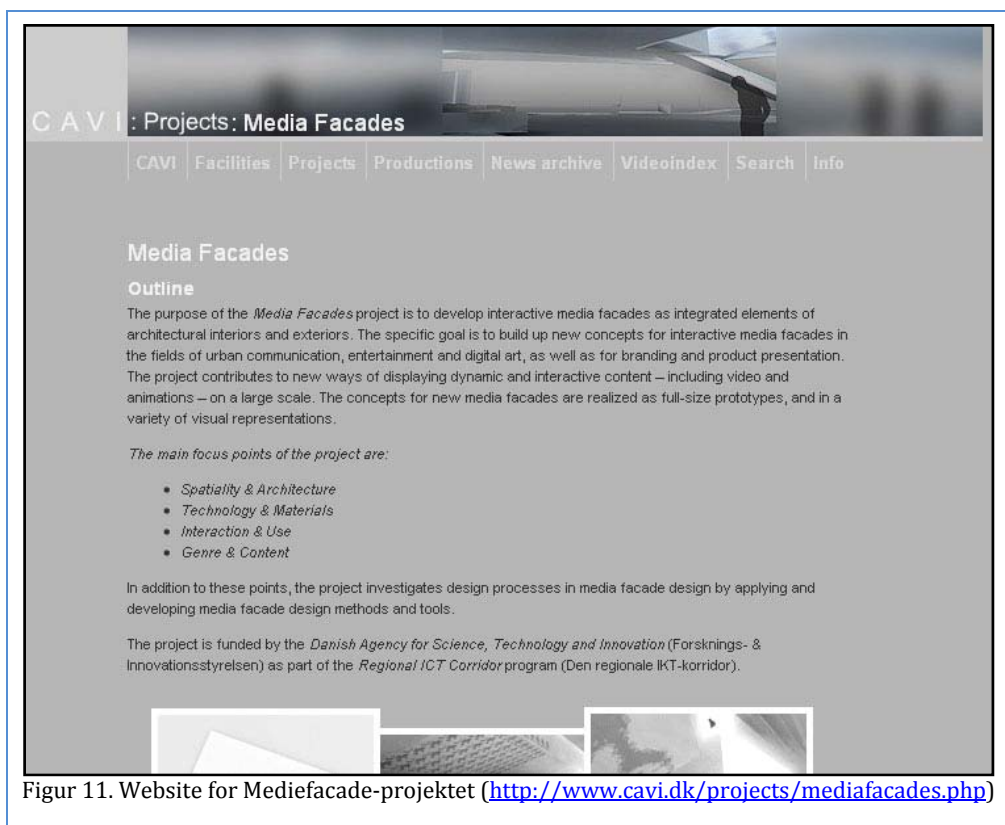 CAVI : Projects: Media Facades
CAVI Facilities Projects Productions News archive Videoindex Search Info
Media Facades
Outline
The purpose of the Media Facades project is to develop interactive media facades as integrated elements of
architectural interiors and exteriors. The specific goal is to build up new concepts for interactive media facades in
the fields of urban communication, entertainment and digital art, as well as for branding and product presentation.
The project contributes to new ways of displaying dynamic and interactive content – including video and
animations – on a large scale. The concepts for new media facades are realized as full-size prototypes, and in a
variety of visual representations.
The main focus points of the project are:
• Spatiality & Architecture
• Technology & Materials
• Interaction & Use
• Genre & Content
In addition to these points, the project investigates design processes in media facade design by applying and
developing media facade design methods and tools.
The project is funded by the Danish Agency for Science, Technology and Innovation (Forsknings- &
Innovationsstyrelsen) as part of the Regional ICT Corridor program (Den regionale IKT-korridor).
Figur 11. Website for Mediefacade-projektet (http://www.cavi.dk/projects/mediafacades.php)